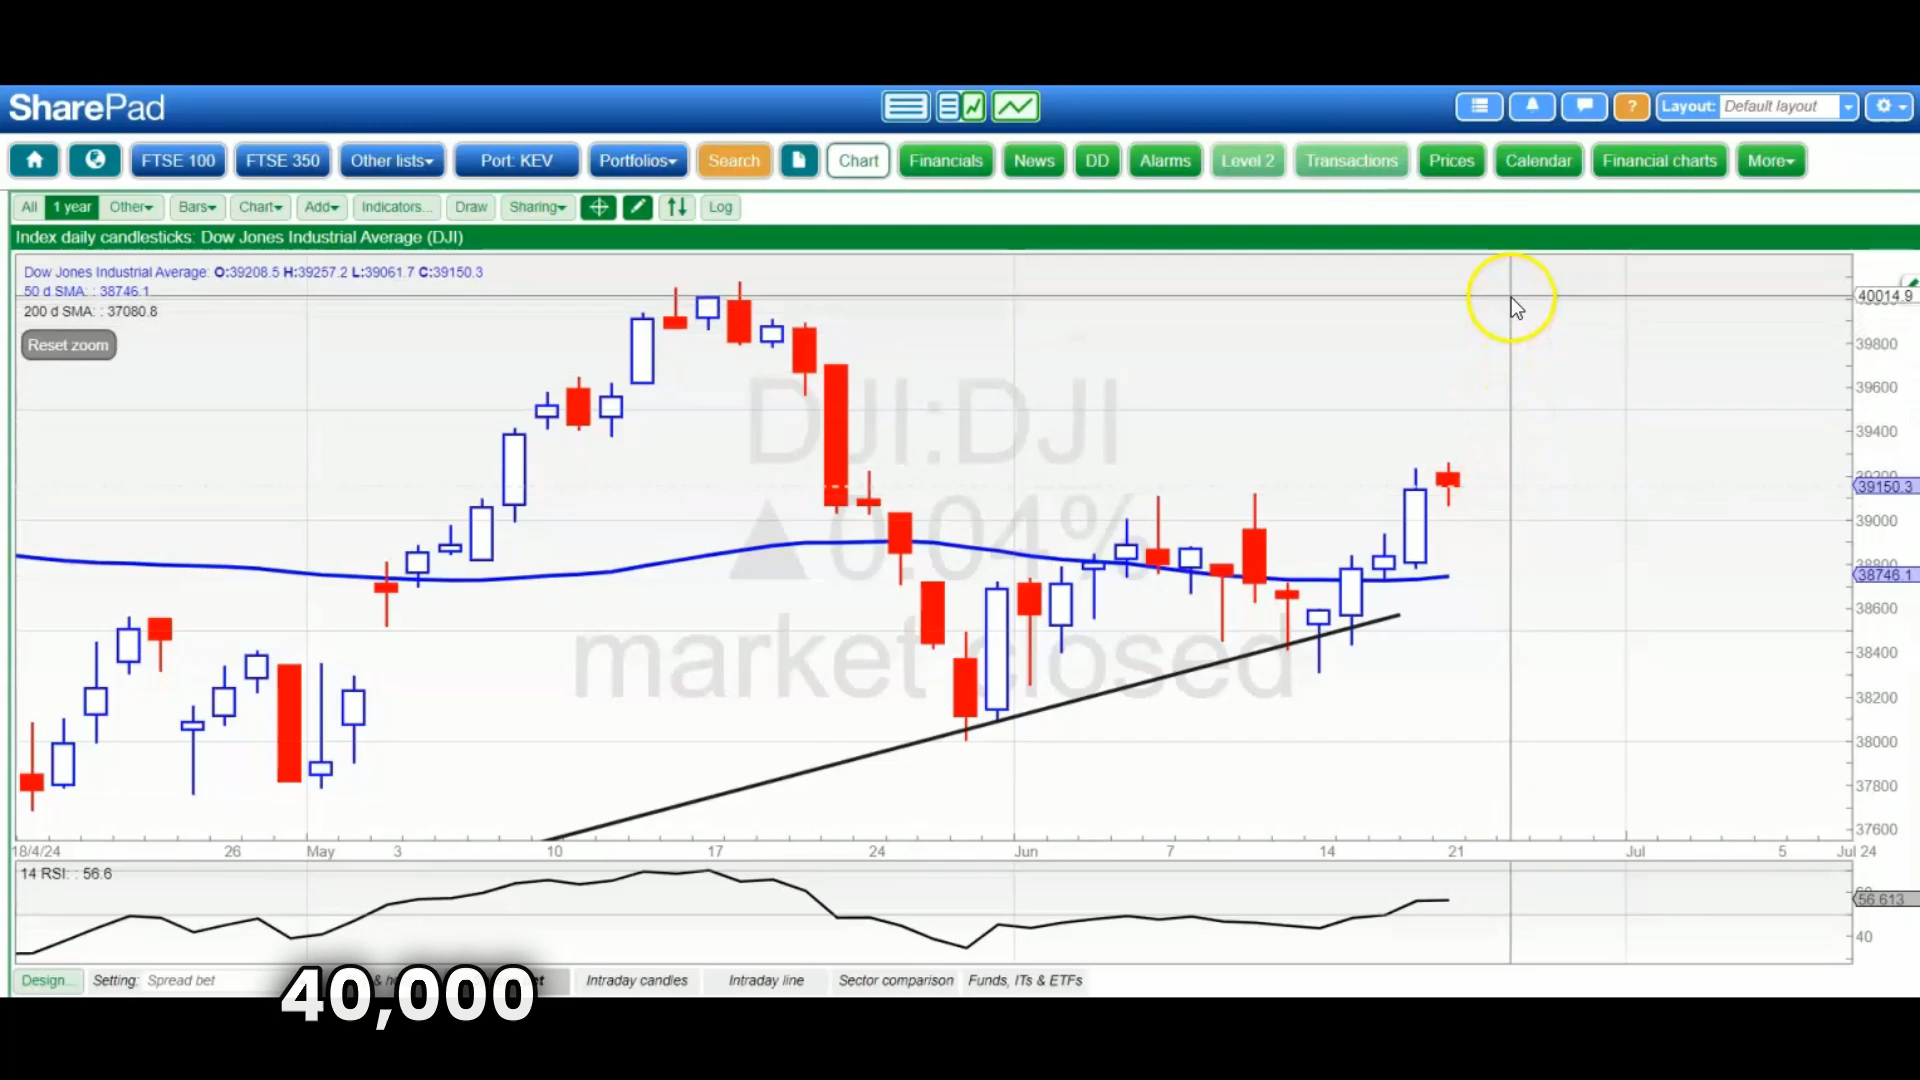 SharePad
? Layout: Default layout
FTSE 100 FTSE 350 Other lists Port: KEV Portfolios Search Chart Financials News DD Alarms Level 2 Transactions Prices Calendar Financial charts More
All 1 year Other Bars Chart Add Indicators... Draw Sharing Log
Index daily candlesticks: Dow Jones Industrial Average (DJI)
Dow Jones Industrial Average: O:39208.5 H:39257.2 L:39061.7 C:39150.3
50 d SMA: : 38746.1
200 d SMA: : 37080.8
Reset zoom
DJI:DJI
▲0.04%
market closed
40014.9
39800
39600
39400
39200
39150.3
39000
38800
38746.1
38600
38400
38200
38000
37800
37600
18/4/24 26 May 3 10 17 24 Jun 7 14 21 Jul 5 Jul 24
14 RSI: : 56.6
60
56.613
40
Design... Setting: Spread bet Intraday candles Intraday line Sector comparison Funds, ITs & ETFs
40,000